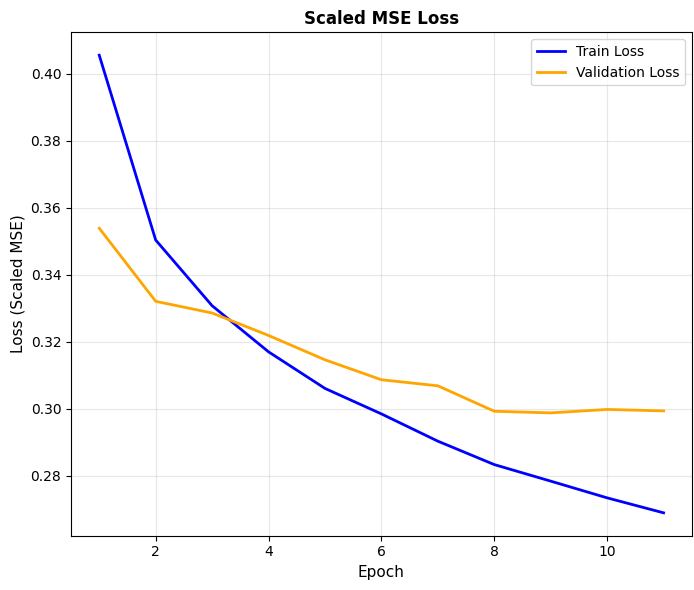 Scaled MSE Loss
Train Loss
Validation Loss
0.40
0.38
0.36
0.34
0.32
0.30
0.28
Loss (Scaled MSE)
2 4 6 8 10
Epoch